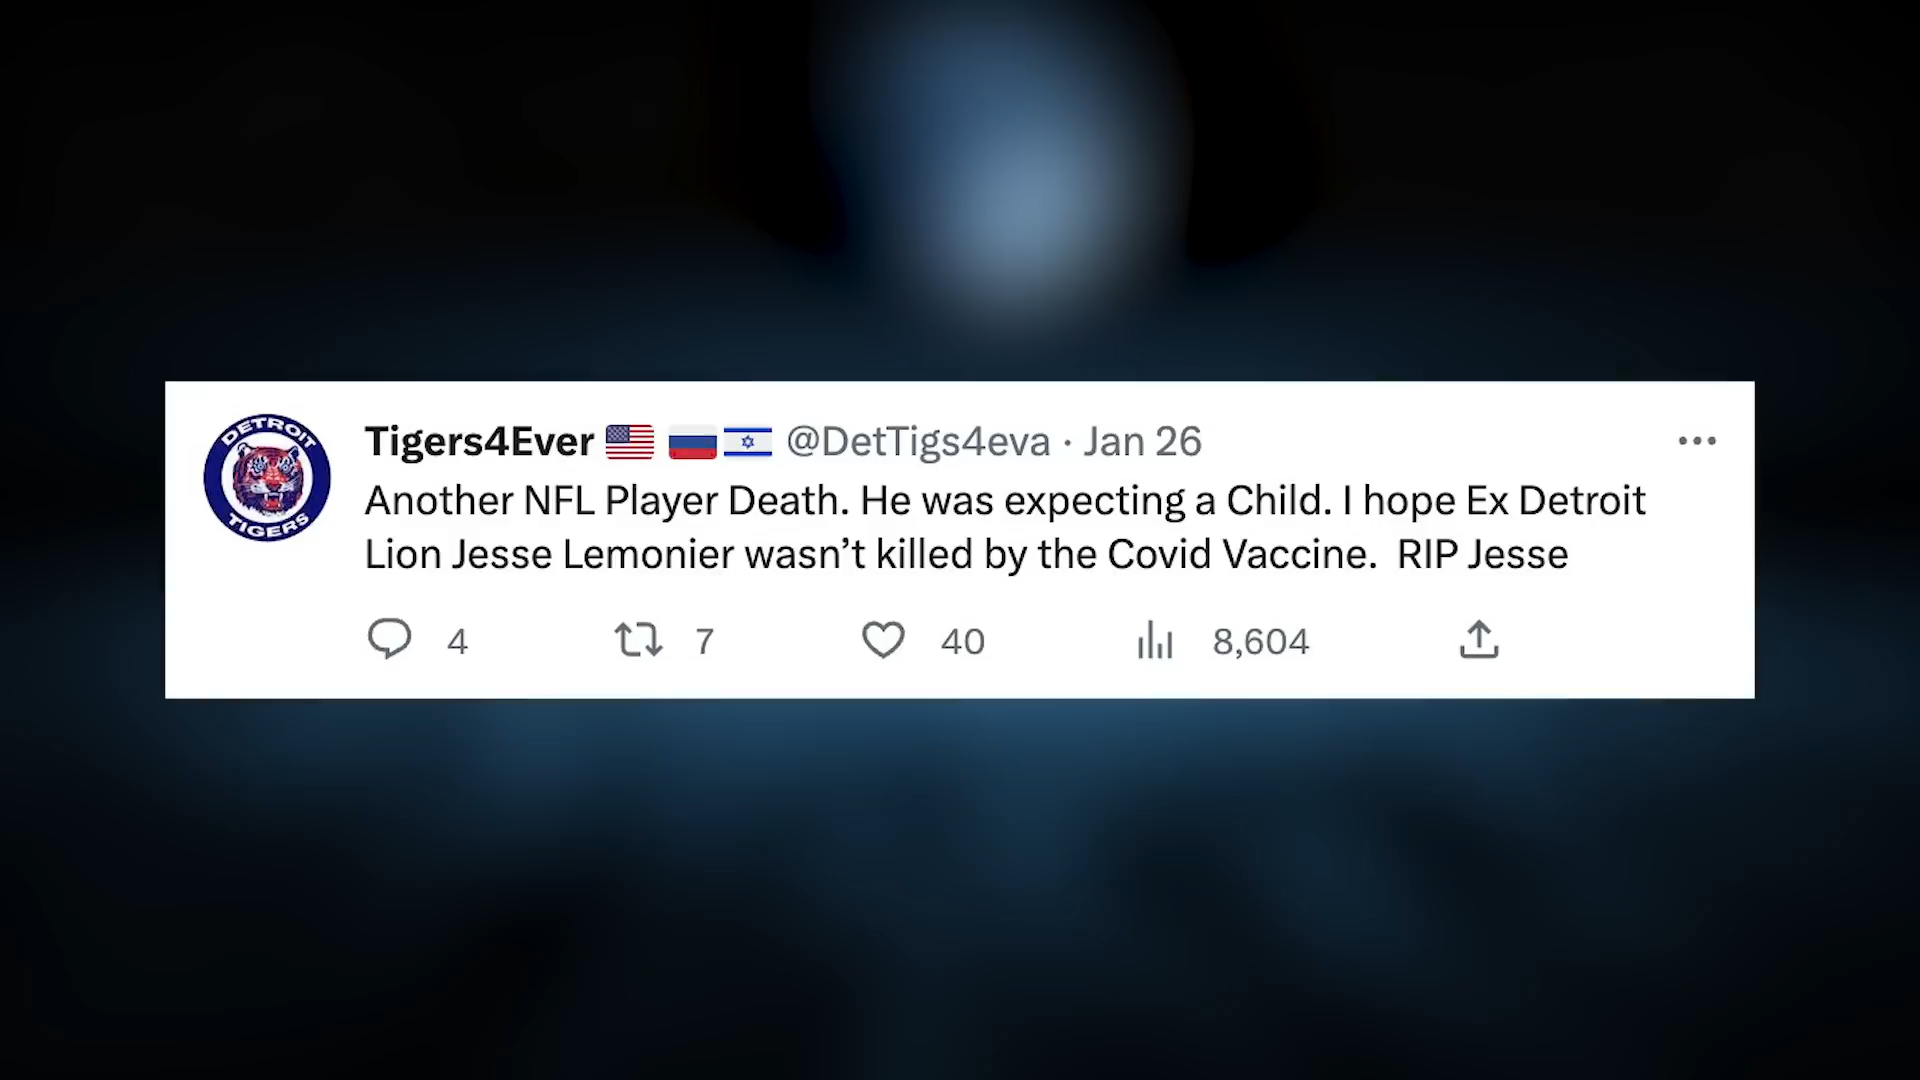 DETROIT
TIGERS
Tigers4Ever 🇺🇸 🇷🇺🇮🇱 @DetTigs4eva · Jan 26
Another NFL Player Death. He was expecting a Child. I hope Ex Detroit
Lion Jesse Lemonier wasn’t killed by the Covid Vaccine.  RIP Jesse
4 7 40 8,604